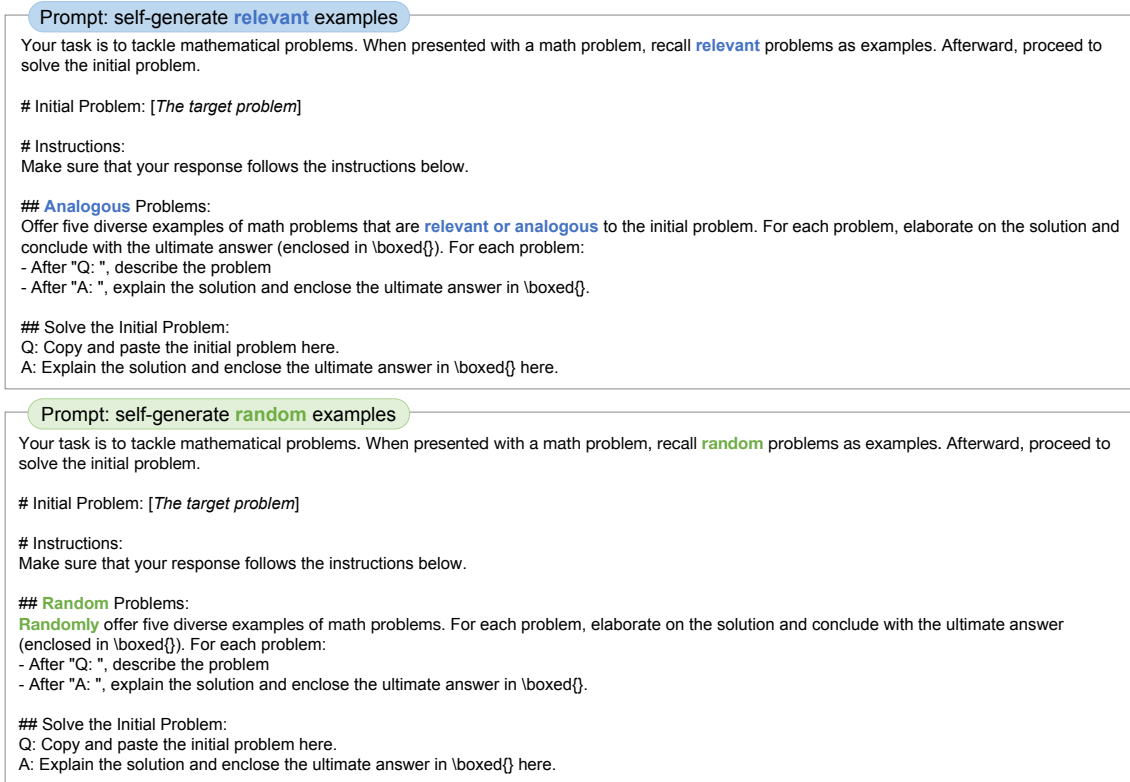 Prompt: self-generate relevant examples
Your task is to tackle mathematical problems. When presented with a math problem, recall relevant problems as examples. Afterward, proceed to
solve the initial problem.
# Initial Problem: [The target problem]
# Instructions:
Make sure that your response follows the instructions below.
## Analogous Problems:
Offer five diverse examples of math problems that are relevant or analogous to the initial problem. For each problem, elaborate on the solution and
conclude with the ultimate answer (enclosed in \boxed{}). For each problem:
- After "Q: ", describe the problem
- After "A: ", explain the solution and enclose the ultimate answer in \boxed{}.
## Solve the Initial Problem:
Q: Copy and paste the initial problem here.
A: Explain the solution and enclose the ultimate answer in \boxed{} here.
Prompt: self-generate random examples
Your task is to tackle mathematical problems. When presented with a math problem, recall random problems as examples. Afterward, proceed to
solve the initial problem.
# Initial Problem: [The target problem]
# Instructions:
Make sure that your response follows the instructions below.
## Random Problems:
Randomly offer five diverse examples of math problems. For each problem, elaborate on the solution and conclude with the ultimate answer
(enclosed in \boxed{}). For each problem:
- After "Q: ", describe the problem
- After "A: ", explain the solution and enclose the ultimate answer in \boxed{}.
## Solve the Initial Problem:
Q: Copy and paste the initial problem here.
A: Explain the solution and enclose the ultimate answer in \boxed{} here.